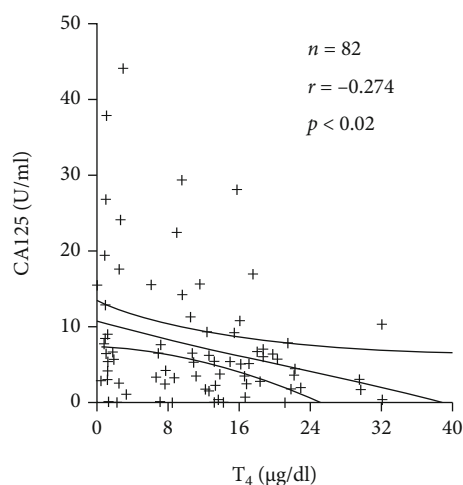 50
40
30
20
10
0
CA125 (U/ml)
n = 82
r = –0.274
p < 0.02
0 8 16 24 32 40
T₄ (μg/dl)